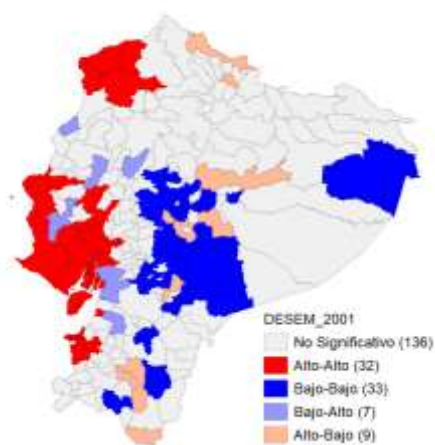 DESEM_2001
No Significativo (136)
Alto-Alto (32)
Bajo-Bajo (33)
Bajo-Alto (7)
Alto-Bajo (9)